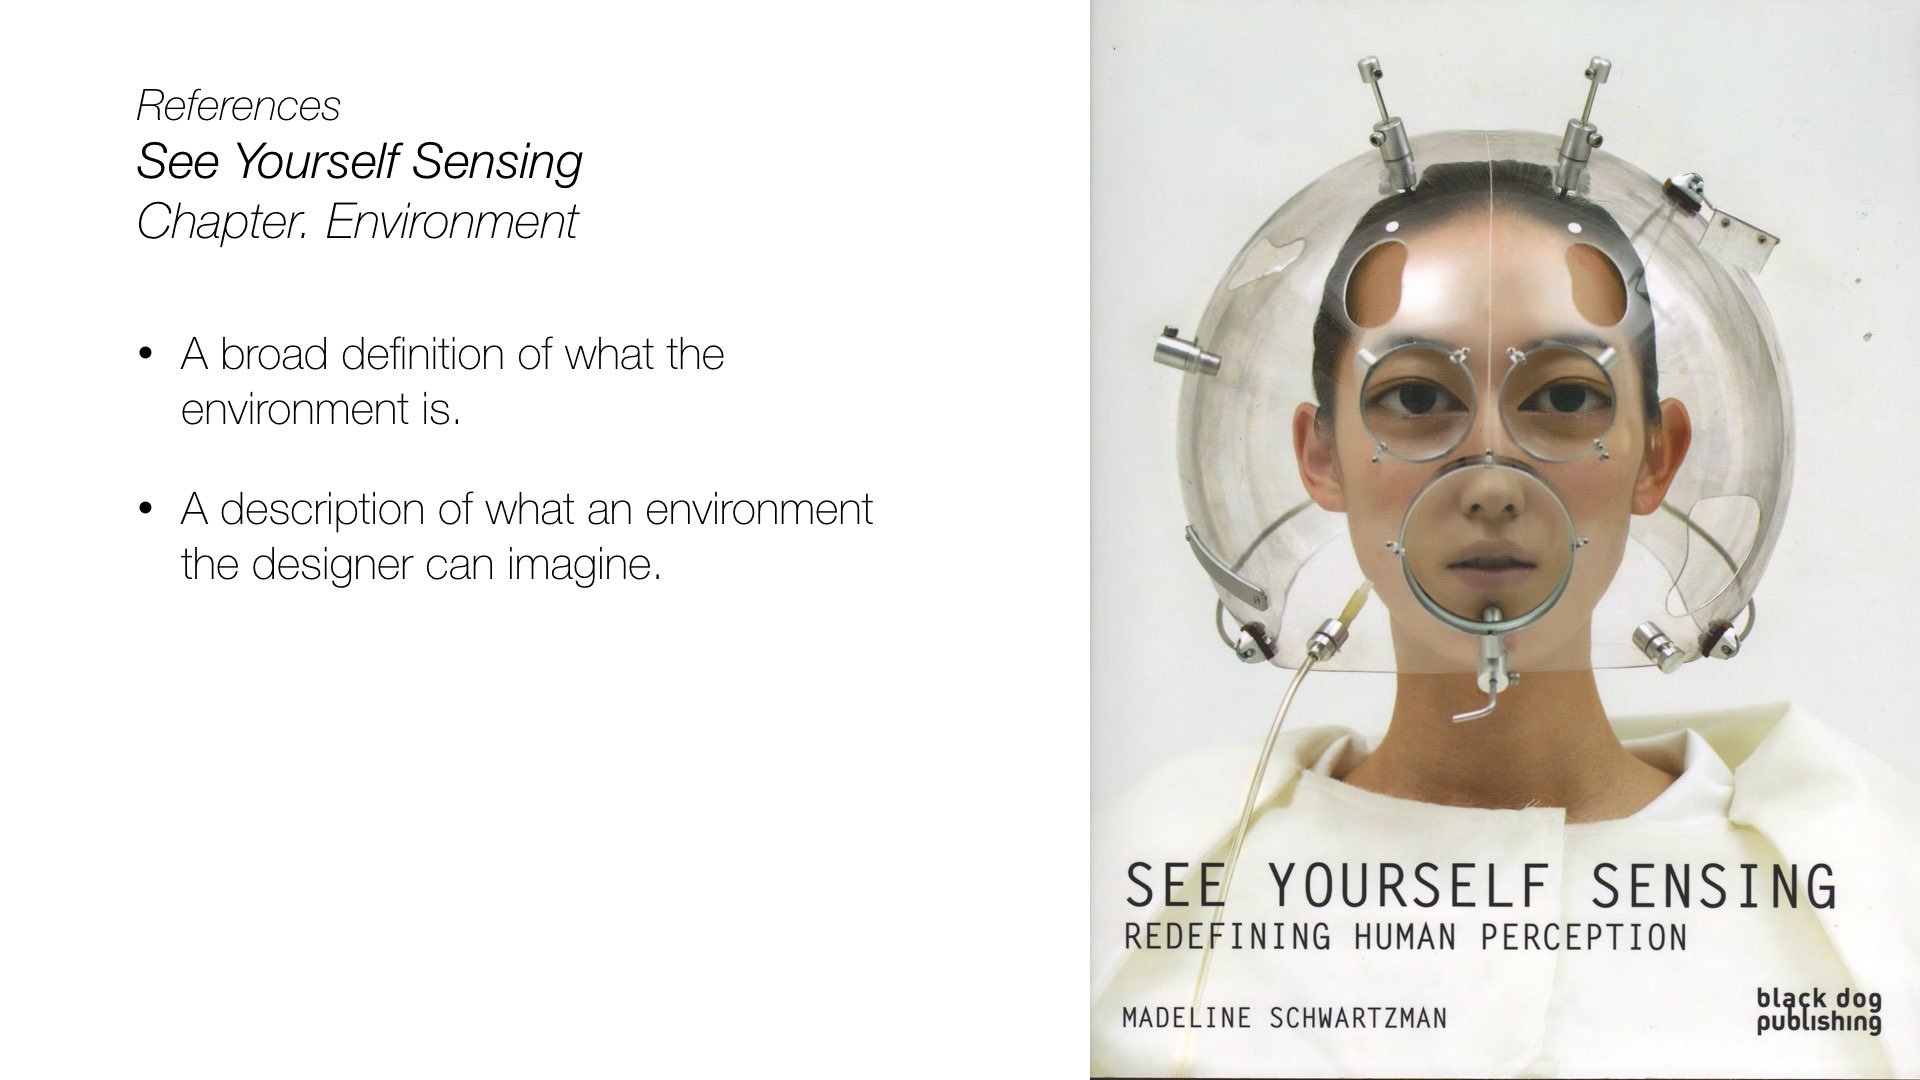 References
See Yourself Sensing
Chapter. Environment
• A broad definition of what the
environment is.
• A description of what an environment
the designer can imagine.
SEE YOURSELF SENSING
REDEFINING HUMAN PERCEPTION
MADELINE SCHWARTZMAN
black dog
publishing